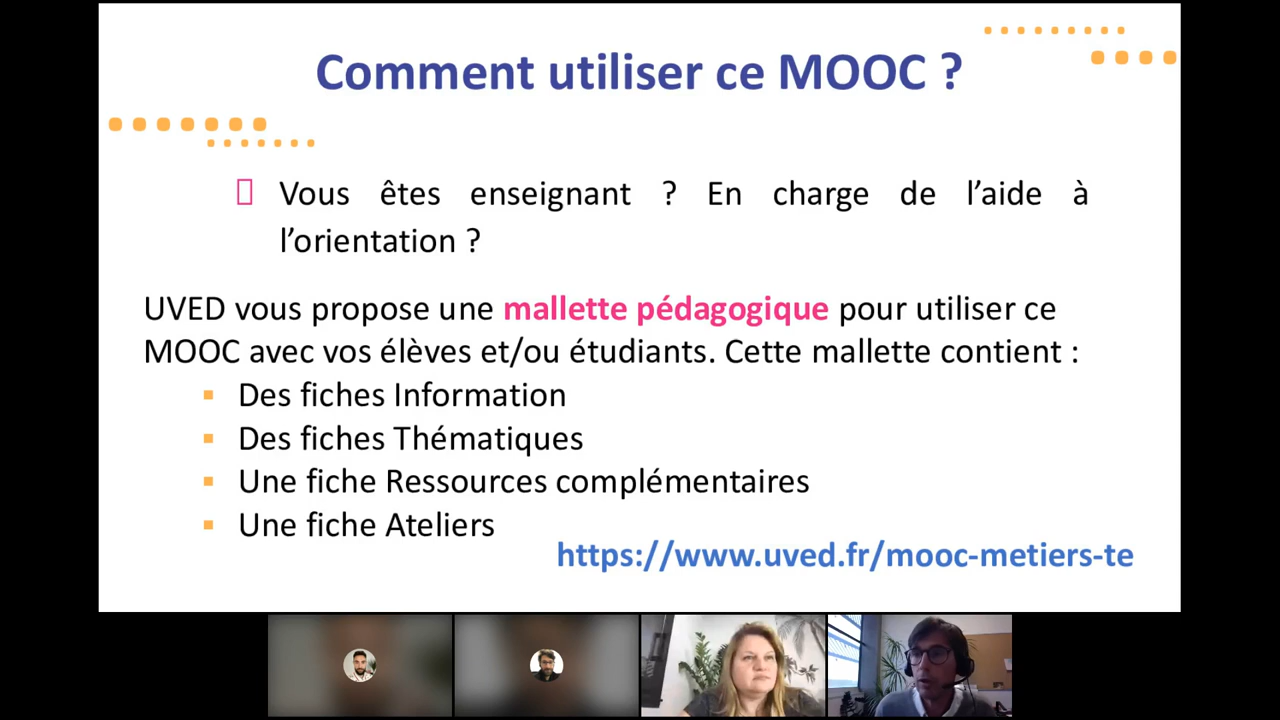 Comment utiliser ce MOOC ?
Vous êtes enseignant ? En charge de l’aide à
l’orientation ?
UVED vous propose une mallette pédagogique pour utiliser ce
MOOC avec vos élèves et/ou étudiants. Cette mallette contient :
Des fiches Information
Des fiches Thématiques
Une fiche Ressources complémentaires
Une fiche Ateliers
https://www.uved.fr/mooc-metiers-te